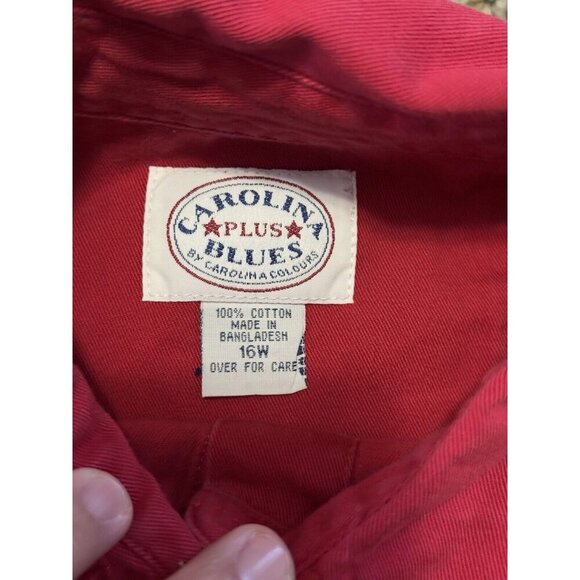 CAROLINA
★PLUS★
BLUES
BY CAROLINA COLOURS
100% COTTON
MADE IN
BANGLADESH
16W
OVER FOR CARE